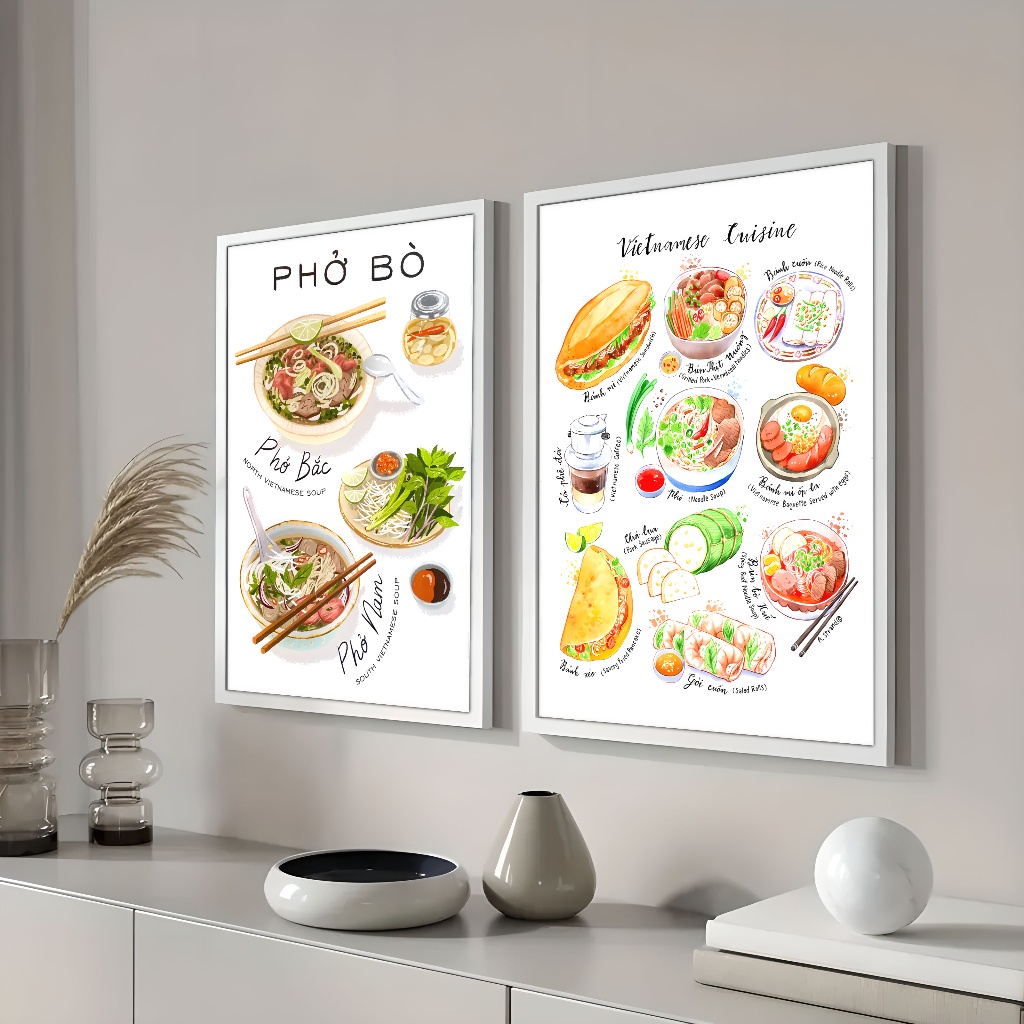 PHỞ BÒ
Phở Bắc
NORTH VIETNAMESE SOUP
Phở Nam
SOUTH VIETNAMESE SOUP
Vietnamese Cuisine
Bánh mì (Vietnamese Sandwich)
Bún Thịt Nướng
(Grilled Pork + Vermicelli Noodles)
Bánh cuốn (Rice Noodle Rolls)
Cà phê đá
(Vietnamese Coffee)
Phở (Noodle Soup)
Bánh mì ốp la
(Vietnamese Baguette Served with eggs)
Chả lụa
(Pork Sausage)
Bánh xèo (Savory Fried Pancake)
Gỏi cuốn (Salad Rolls)
Bún bò Huế
(Spicy Beef Noodle Soup)